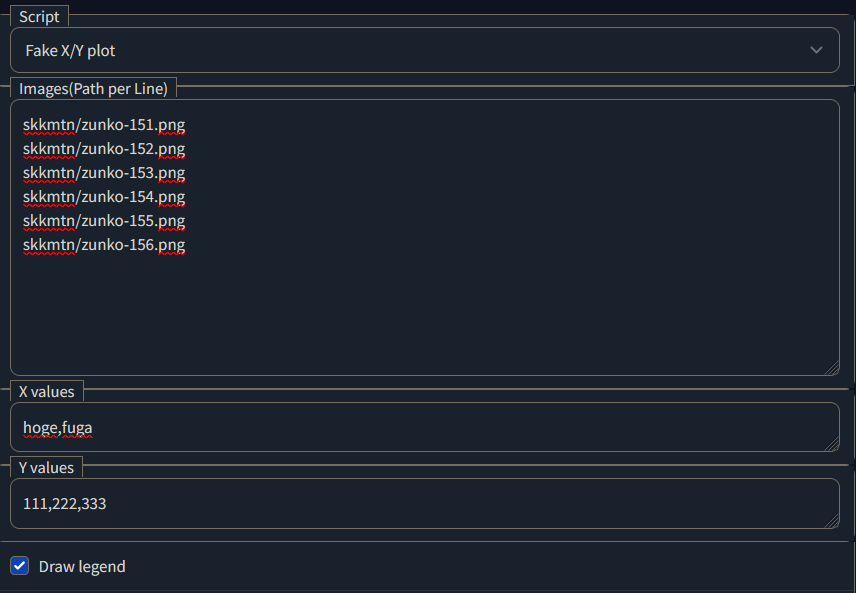 Script
Fake X/Y plot
Images(Path per Line)
skkmtn/zunko-151.png
skkmtn/zunko-152.png
skkmtn/zunko-153.png
skkmtn/zunko-154.png
skkmtn/zunko-155.png
skkmtn/zunko-156.png
X values
hoge,fuga
Y values
111,222,333
Draw legend